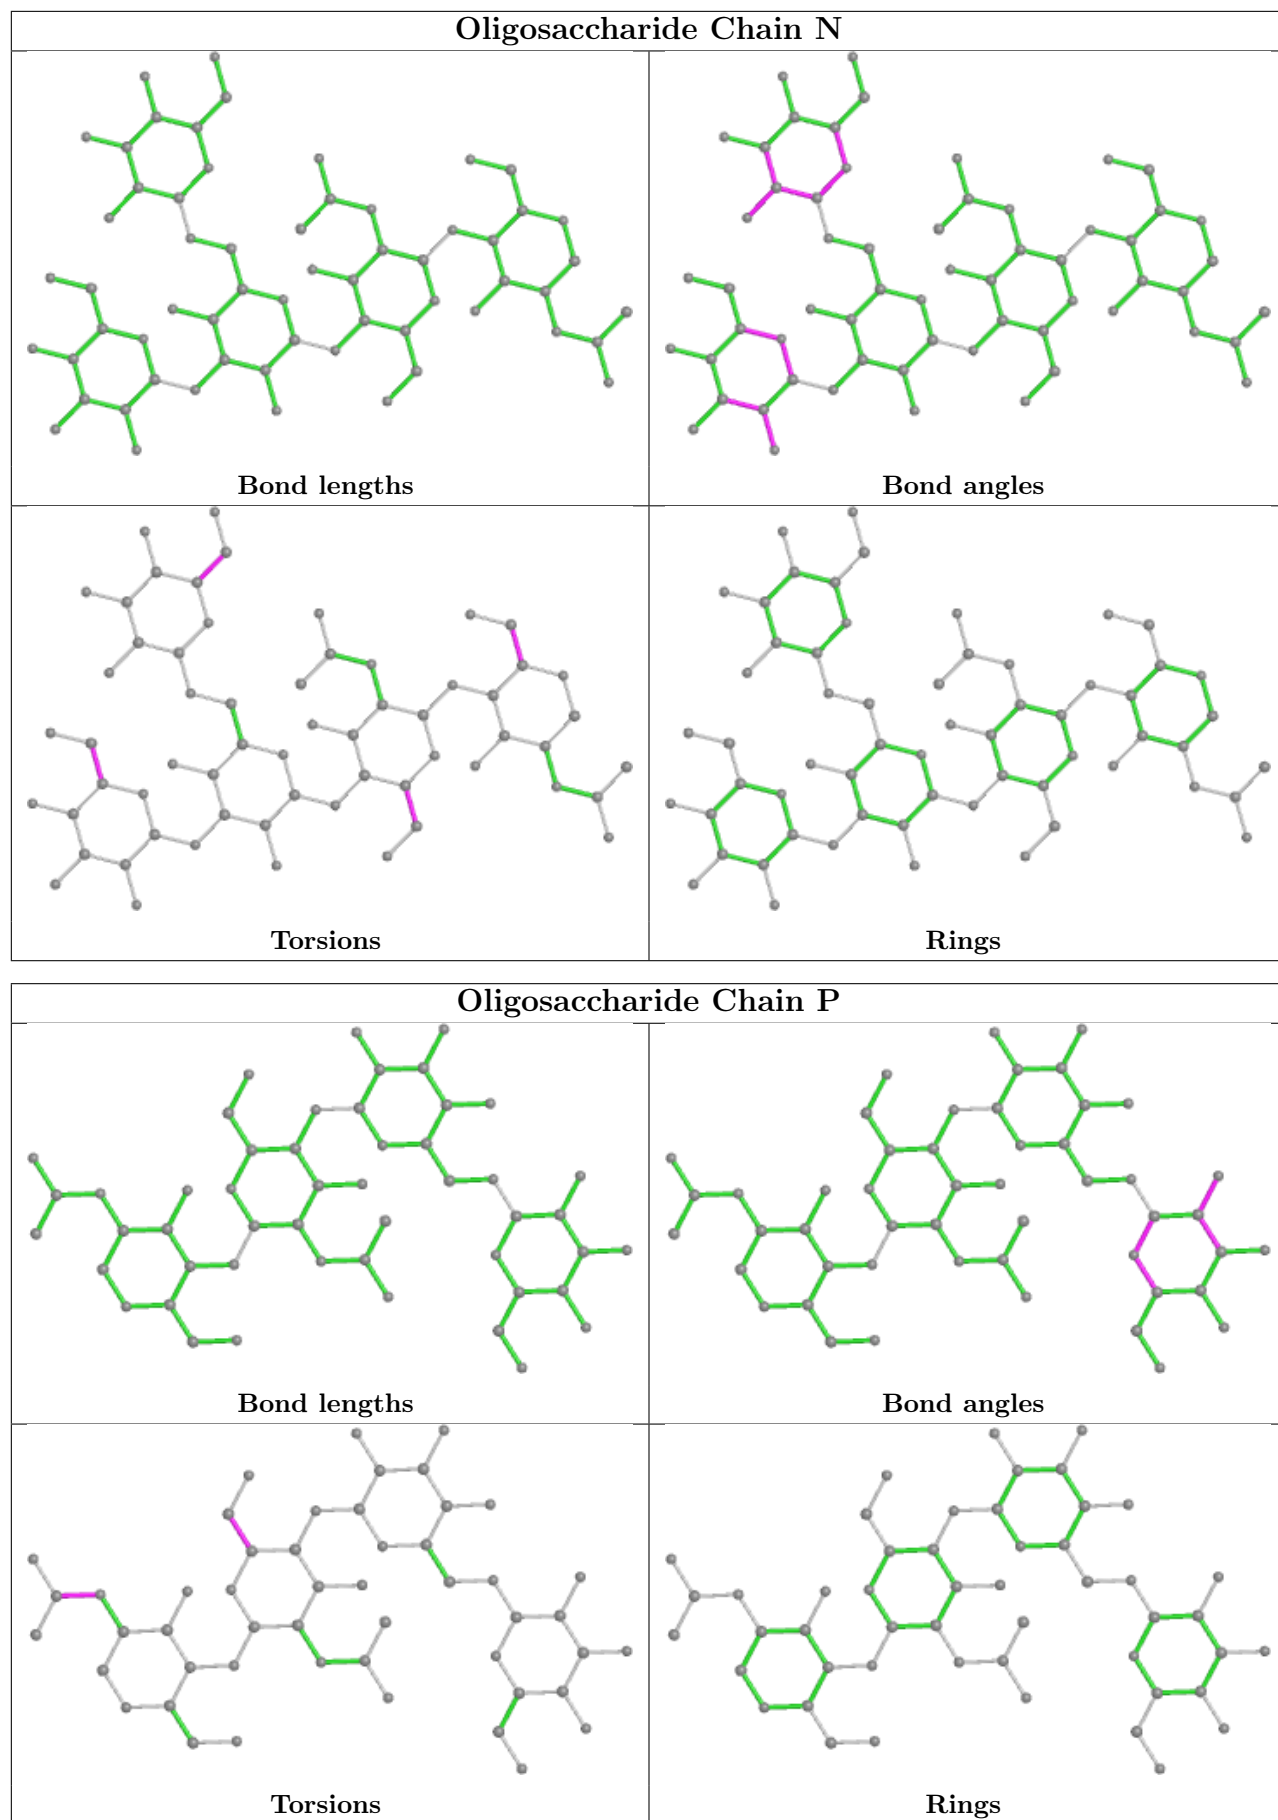 Oligosaccharide Chain N
Bond lengths
Bond angles
Torsions
Rings
Oligosaccharide Chain P
Bond lengths
Bond angles
Torsions
Rings